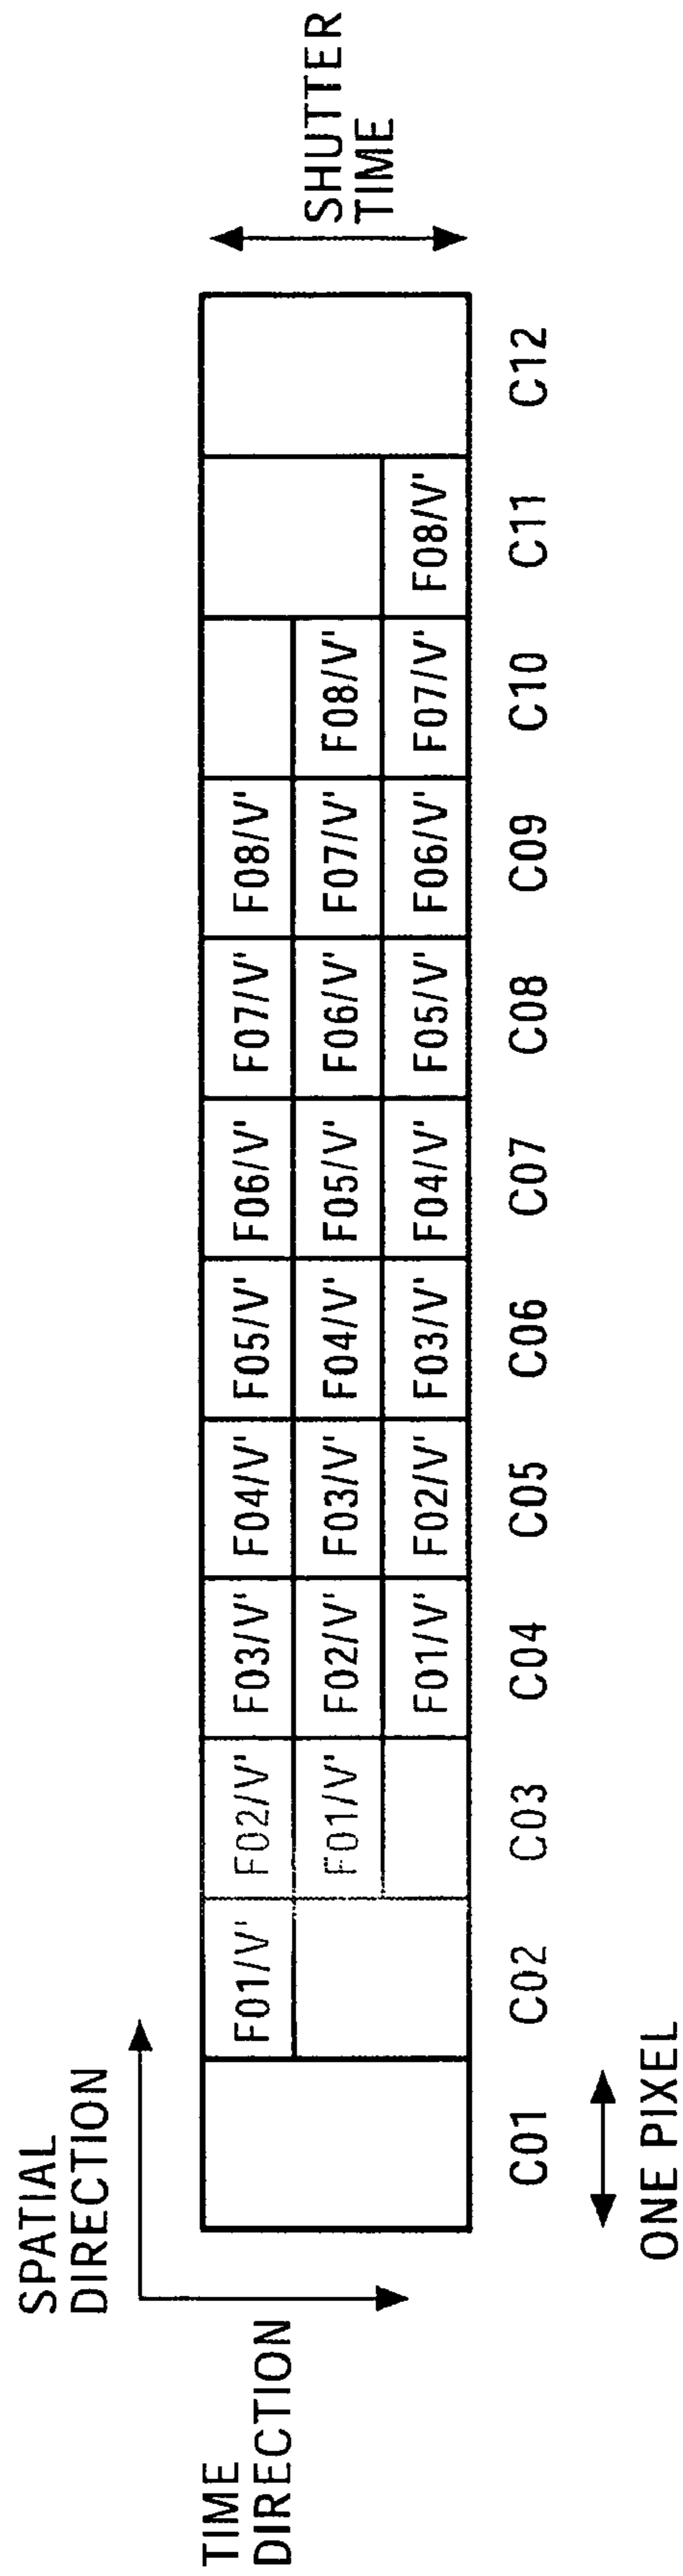 SPATIAL
DIRECTION
TIME
DIRECTION
SHUTTER
TIME
F01/V' F02/V' F03/V' F04/V' F05/V' F06/V' F07/V' F08/V'
F01/V' F02/V' F03/V' F04/V' F05/V' F06/V' F07/V' F08/V'
F01/V' F02/V' F03/V' F04/V' F05/V' F06/V' F07/V' F08/V'
C01 C02 C03 C04 C05 C06 C07 C08 C09 C10 C11 C12
ONE PIXEL